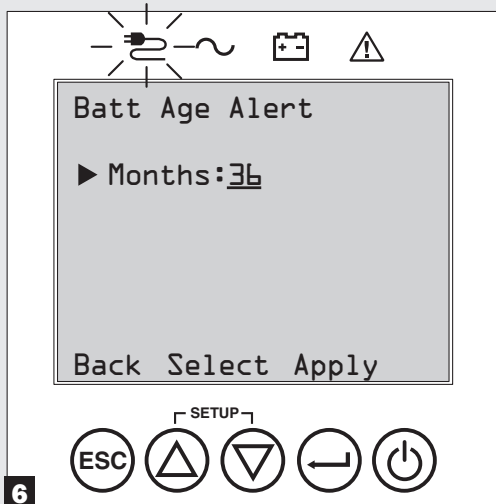 Batt Age Alert
▶ Months:36
Back Select Apply
SETUP
ESC
6